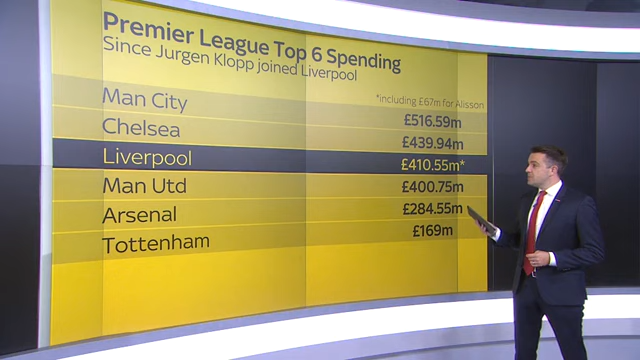 Premier League Top 6 Spending
Since Jurgen Klopp joined Liverpool
*including £67m for Alisson
Man City £516.59m
Chelsea £439.94m
Liverpool £410.55m*
Man Utd £400.75m
Arsenal £284.55m
Tottenham £169m